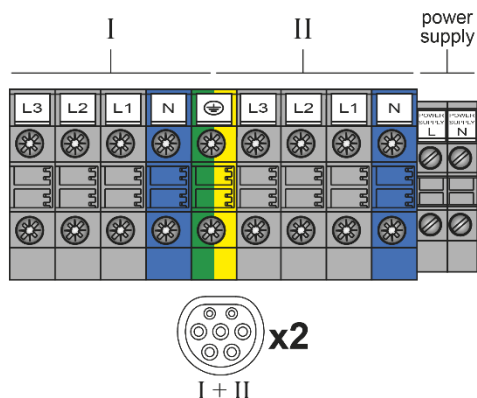 I II power
supply
L3 L2 L1 N L3 L2 L1 N
POWER
SUPPLY
L
POWER
SUPPLY
N
x2
I + II